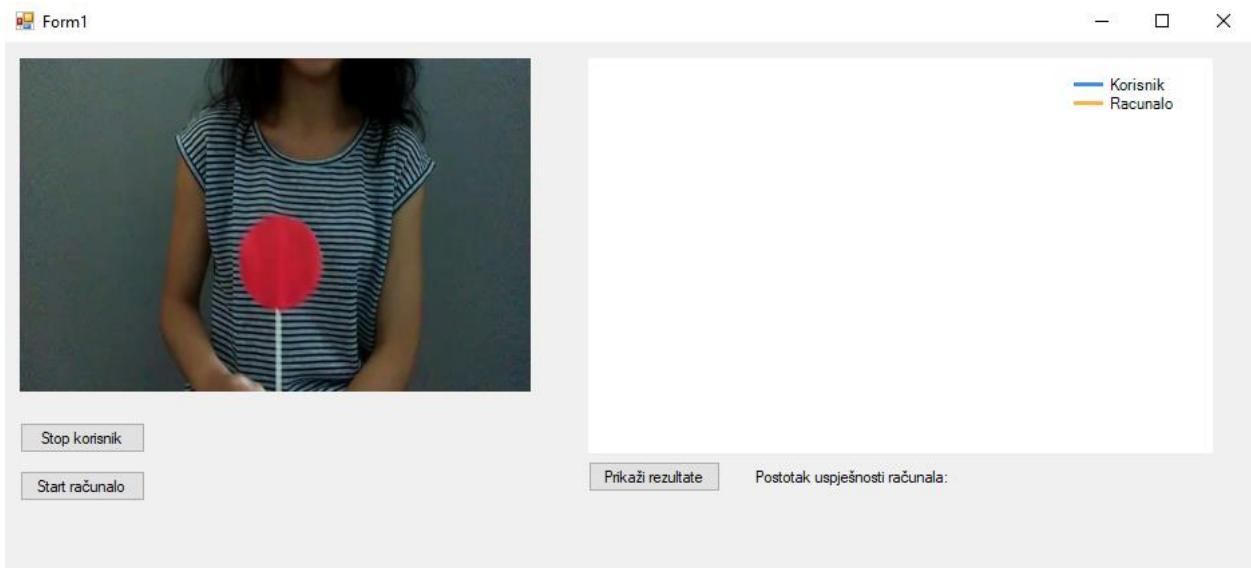 Form1
Korisnik
Racunalo
Stop korisnik
Start računalo
Prikaži rezultate
Postotak uspješnosti računala: